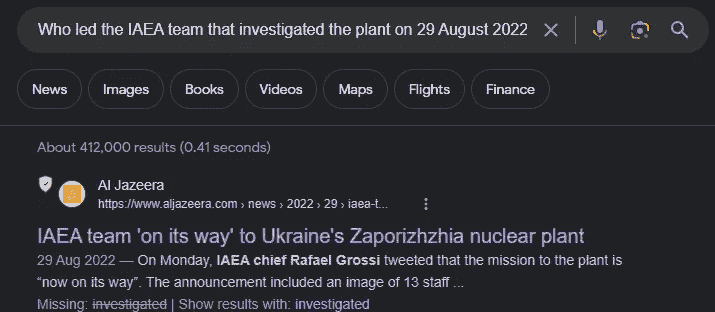 Who led the IAEA team that investigated the plant on 29 August 2022
News Images Books Videos Maps Flights Finance
About 412,000 results (0.41 seconds)
Al Jazeera
https://www.aljazeera.com › news › 2022 › 29 › iaea-t...
IAEA team 'on its way' to Ukraine's Zaporizhzhia nuclear plant
29 Aug 2022 — On Monday, IAEA chief Rafael Grossi tweeted that the mission to the plant is
“now on its way”. The announcement included an image of 13 staff ...
Missing: investigated | Show results with: investigated